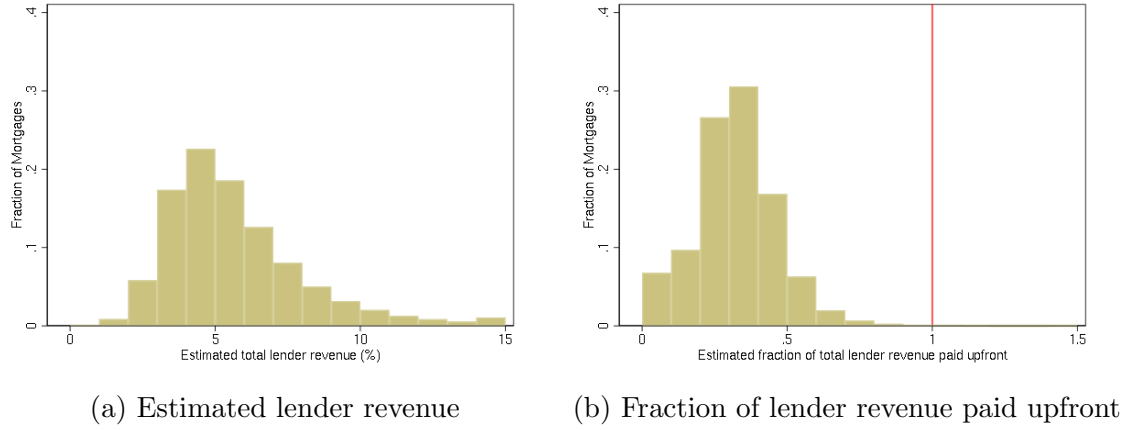 Fraction of Mortgages
0 .1 .2 .3 .4
0 5 10 15
Estimated total lender revenue (%)
(a) Estimated lender revenue
Fraction of Mortgages
0 .1 .2 .3 .4
0 .5 1 1.5
Estimated fraction of total lender revenue paid upfront
(b) Fraction of lender revenue paid upfront